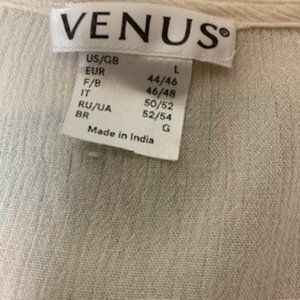 VENUS®
US/GB L
EUR 44/46
F/B 46/48
IT 50/52
RU/UA 52/54
BR G
Made in India